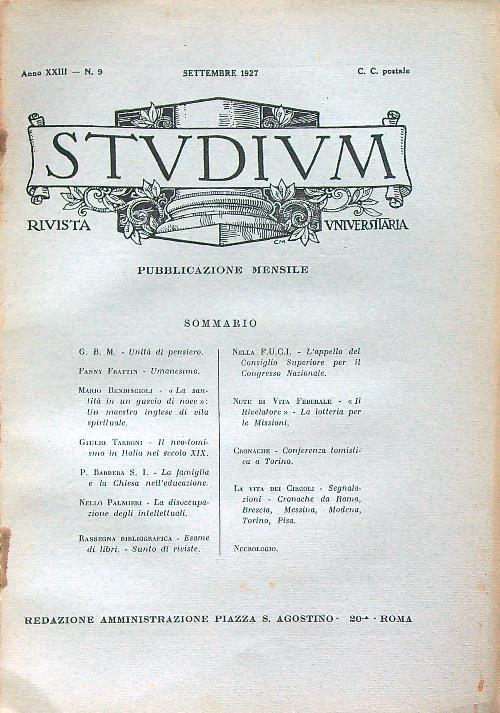 Anno XXIII — N. 9 SETTEMBRE 1927 C. C. postale
STVDIVM
RIVISTA VNIVERSITARIA
CM
PUBBLICAZIONE MENSILE
SOMMARIO
G. B. M. - Unità di pensiero.
FANNY FRATTIN - Umanesimo.
MARIO BENDISCIOLI - « La san-
tità in un guscio di noce »:
Un maestro inglese di vita
spirituale.
GIULIO TARRONI - Il neo-tomi-
smo in Italia nel secolo XIX.
P. BARBERA S. I. - La famiglia
e la Chiesa nell'educazione.
NELLO PALMIERI - La disoccupa-
zione degli intellettuali.
RASSEGNA BIBLIOGRAFICA - Esame
di libri. - Sunto di riviste.
NELLA F.U.C.I. - L'appello del
Consiglio Superiore per il
Congresso Nazionale.
NOTE DI VITA FEDERALE - « Il
Rivelatore » - La lotteria per
le Missioni.
CRONACHE - Conferenza tomisti-
ca a Torino.
LA VITA DEI CIRCOLI - Segnala-
zioni - Cronache da Roma,
Brescia, Messina, Modena,
Torino, Pisa.
NECROLOGIO.
REDAZIONE AMMINISTRAZIONE PIAZZA S. AGOSTINO - 20-A - ROMA